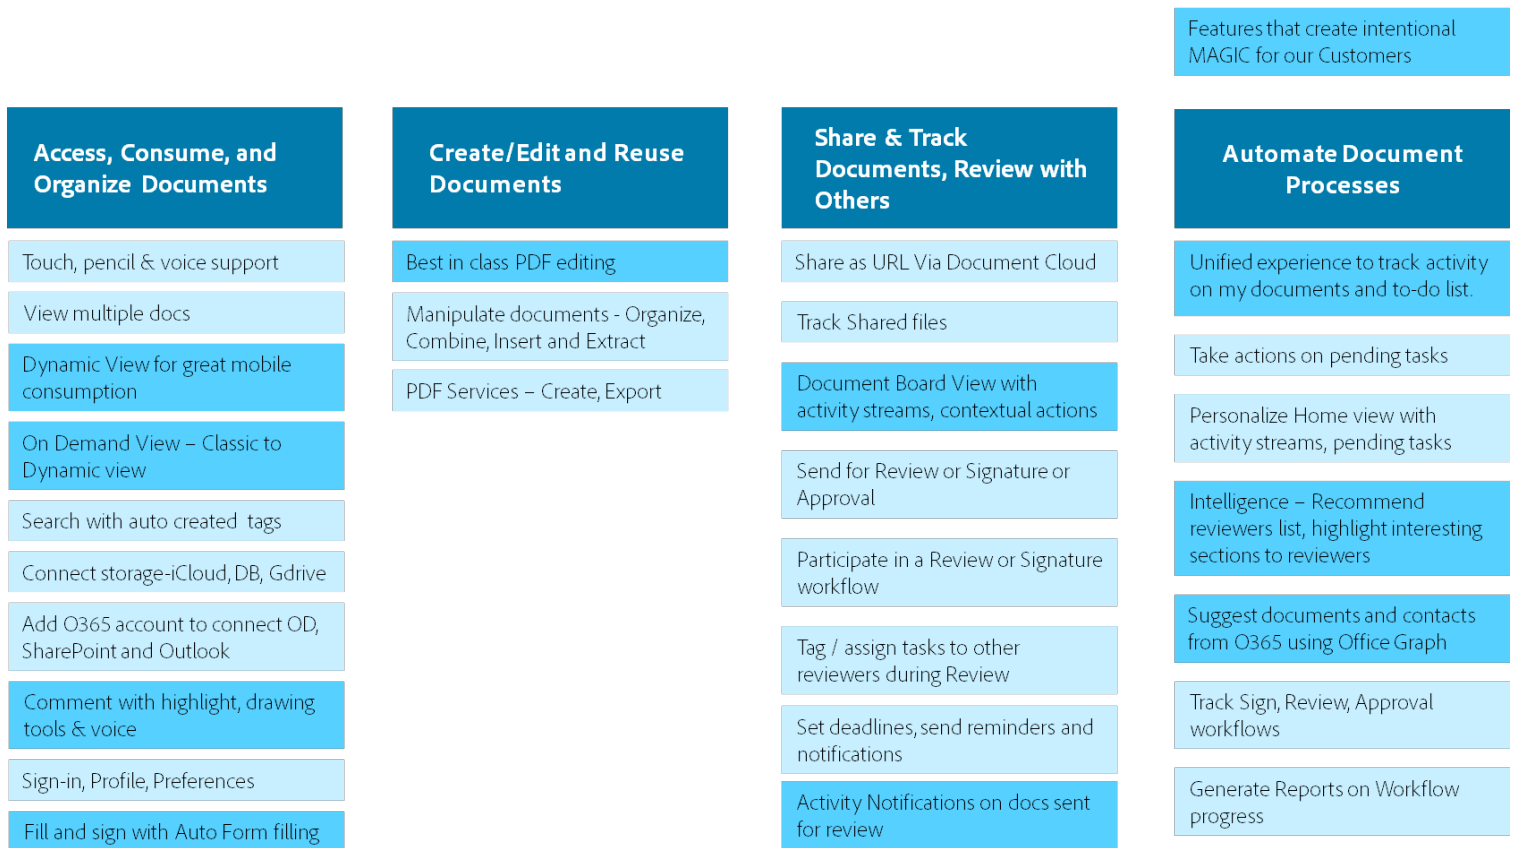 Features that create intentional
MAGIC for our Customers
Access, Consume, and
Organize Documents
Touch, pencil & voice support
View multiple docs
Dynamic View for great mobile
consumption
On Demand View – Classic to
Dynamic view
Search with auto created tags
Connect storage-iCloud, DB, Gdrive
Add O365 account to connect OD,
SharePoint and Outlook
Comment with highlight, drawing
tools & voice
Sign-in, Profile, Preferences
Fill and sign with Auto Form filling
Create/Edit and Reuse
Documents
Best in class PDF editing
Manipulate documents - Organize,
Combine, Insert and Extract
PDF Services – Create, Export
Share & Track
Documents, Review with
Others
Share as URL Via Document Cloud
Track Shared files
Document Board View with
activity streams, contextual actions
Send for Review or Signature or
Approval
Participate in a Review or Signature
workflow
Tag / assign tasks to other
reviewers during Review
Set deadlines, send reminders and
notifications
Activity Notifications on docs sent
for review
Automate Document
Processes
Unified experience to track activity
on my documents and to-do list.
Take actions on pending tasks
Personalize Home view with
activity streams, pending tasks
Intelligence – Recommend
reviewers list, highlight interesting
sections to reviewers
Suggest documents and contacts
from O365 using Office Graph
Track Sign, Review, Approval
workflows
Generate Reports on Workflow
progress